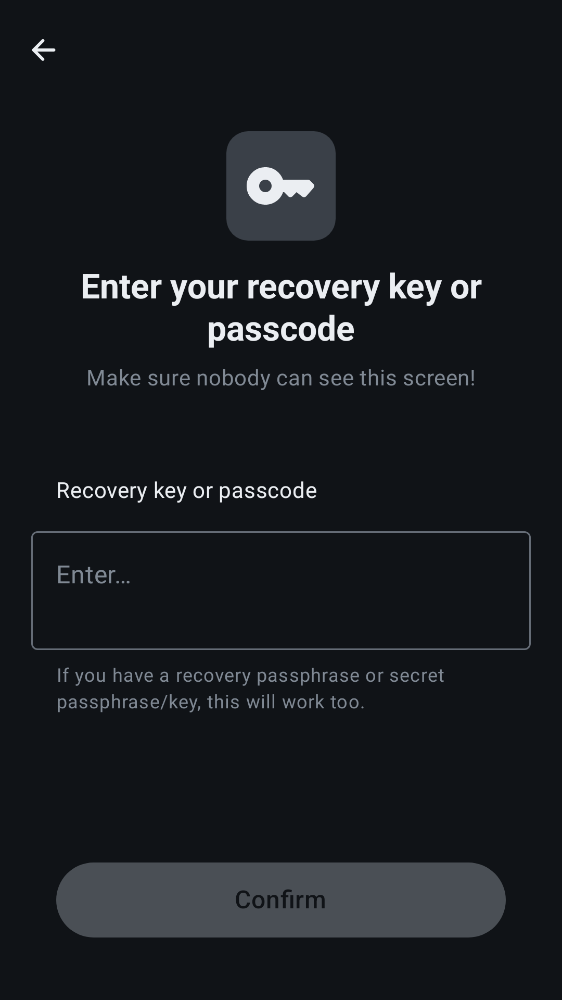 Enter your recovery key or
passcode
Make sure nobody can see this screen!
Recovery key or passcode
Enter...
If you have a recovery passphrase or secret
passphrase/key, this will work too.
Confirm